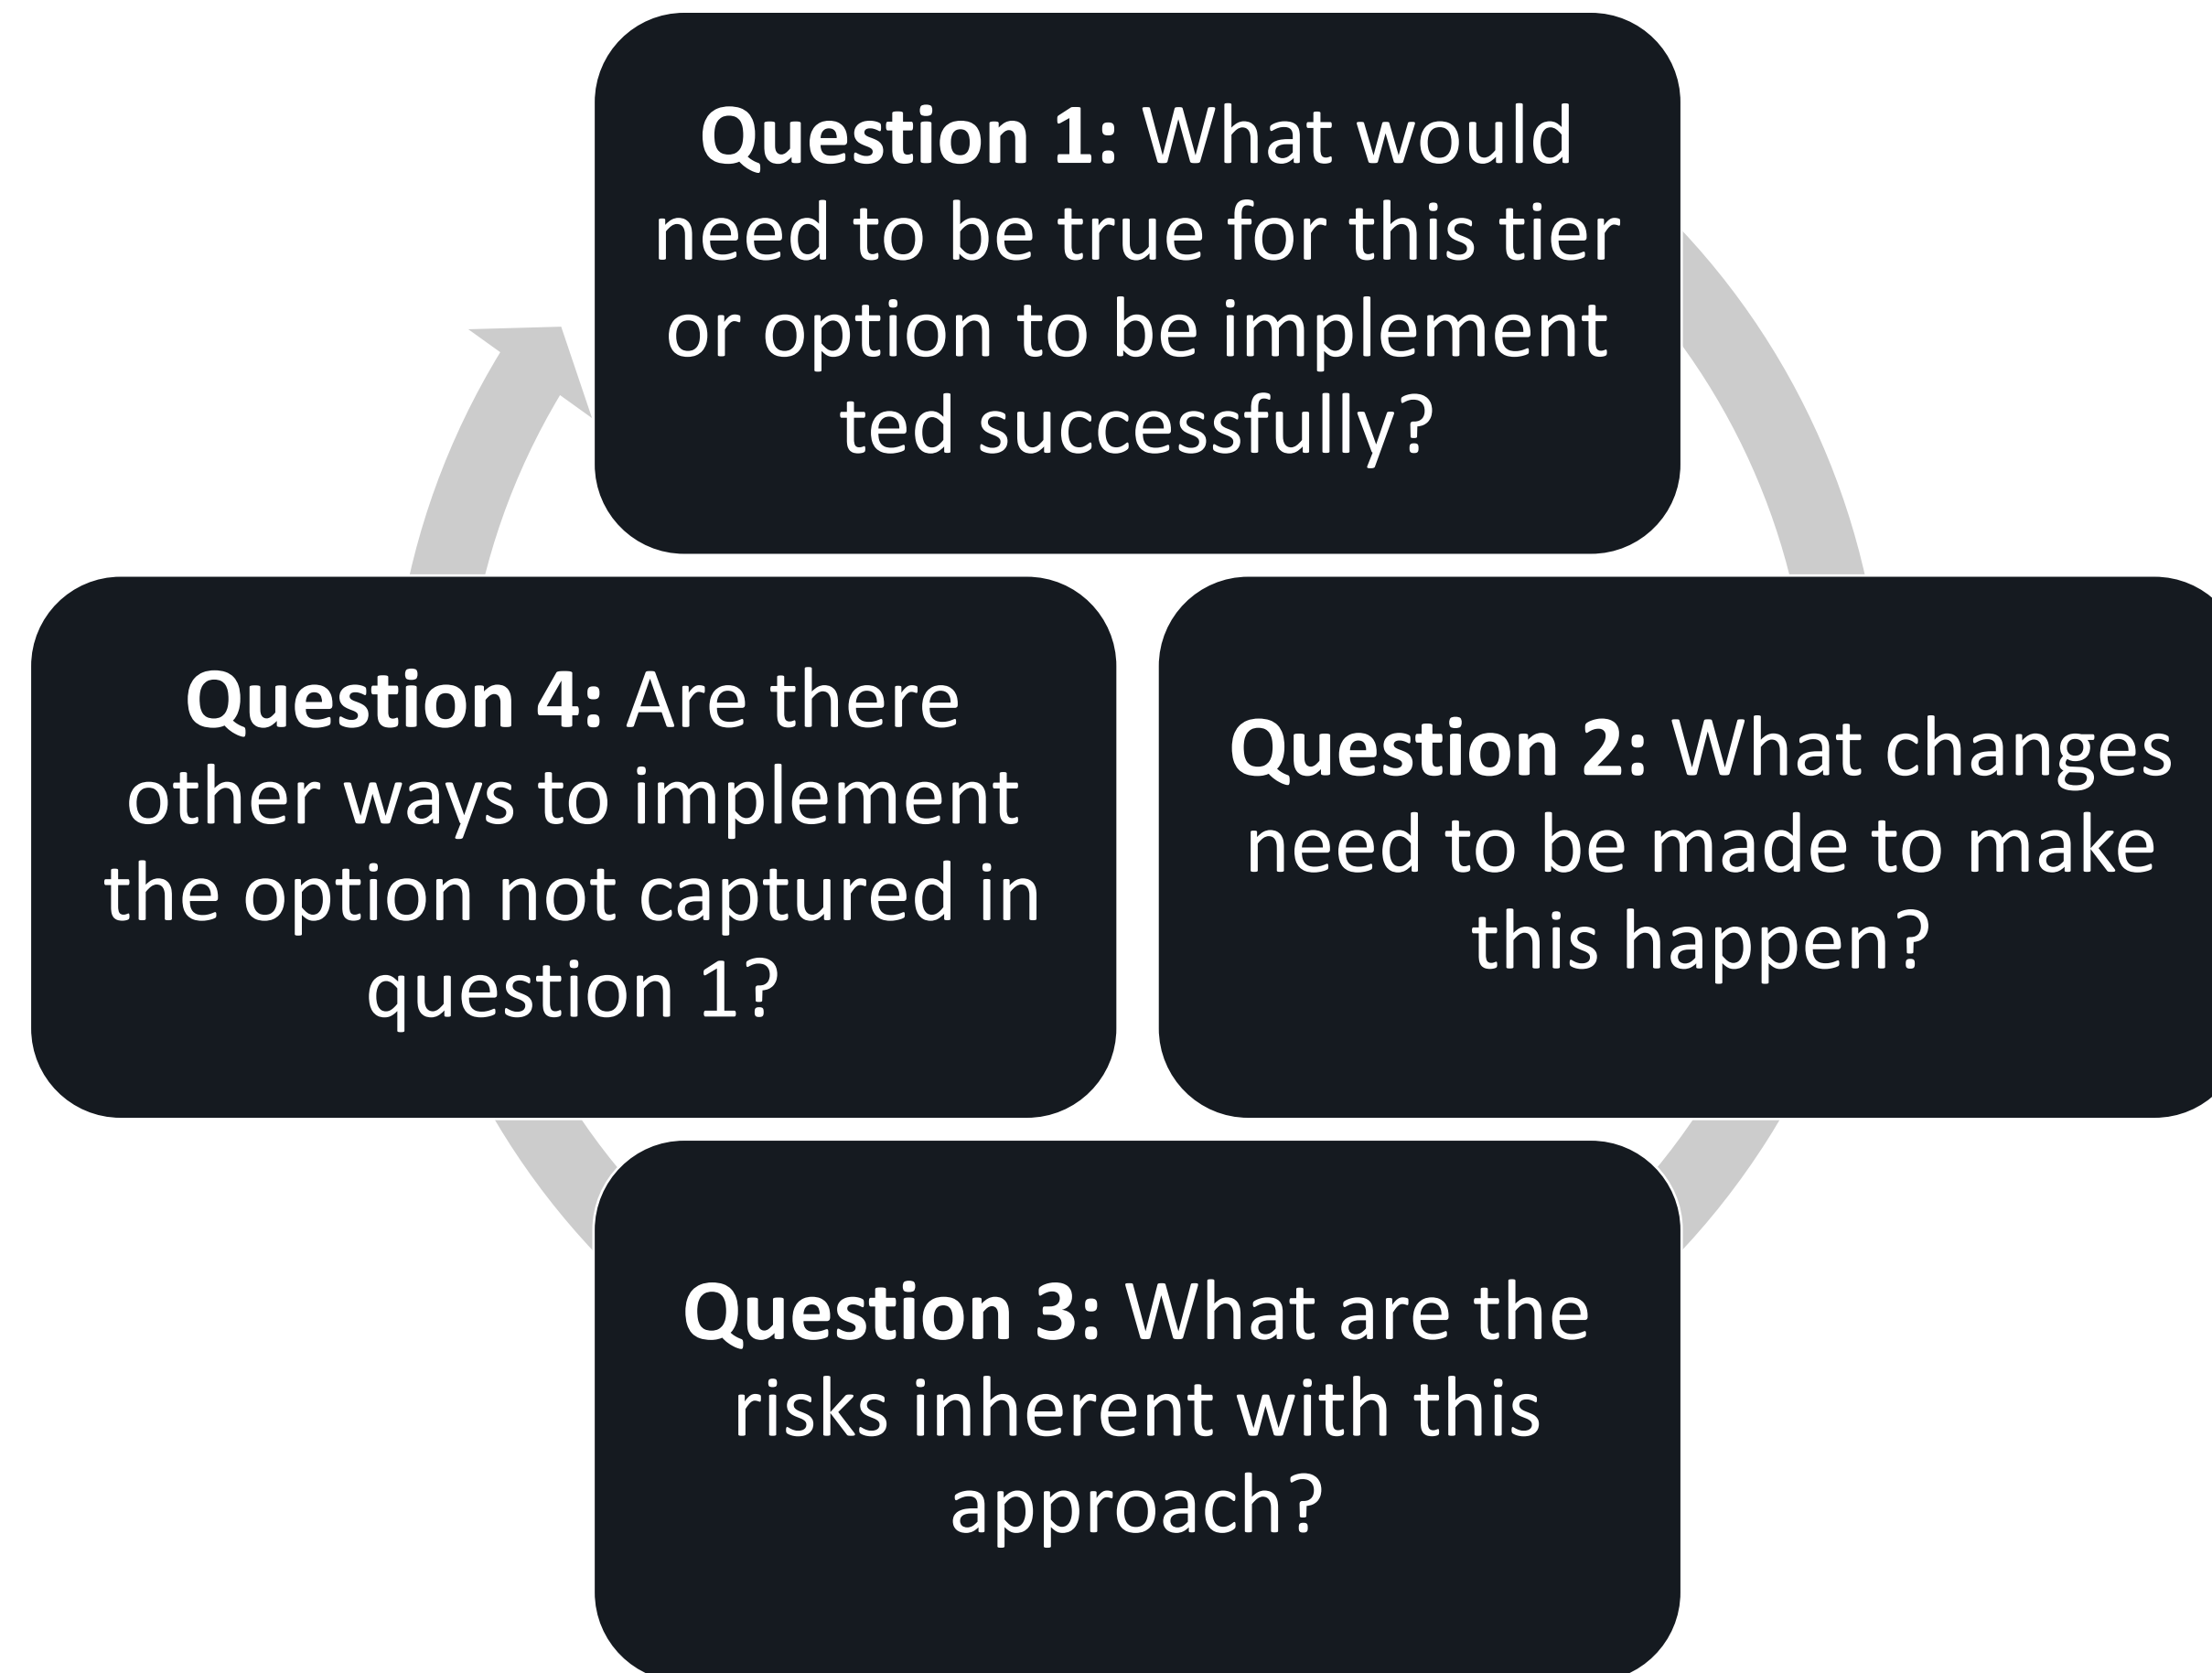 Question 1: What would
need to be true for this tier
or option to be implement
ted successfully?
Question 2: What changes
need to be made to make
this happen?
Question 3: What are the
risks inherent with this
approach?
Question 4: Are there
other ways to implement
the option not captured in
question 1?